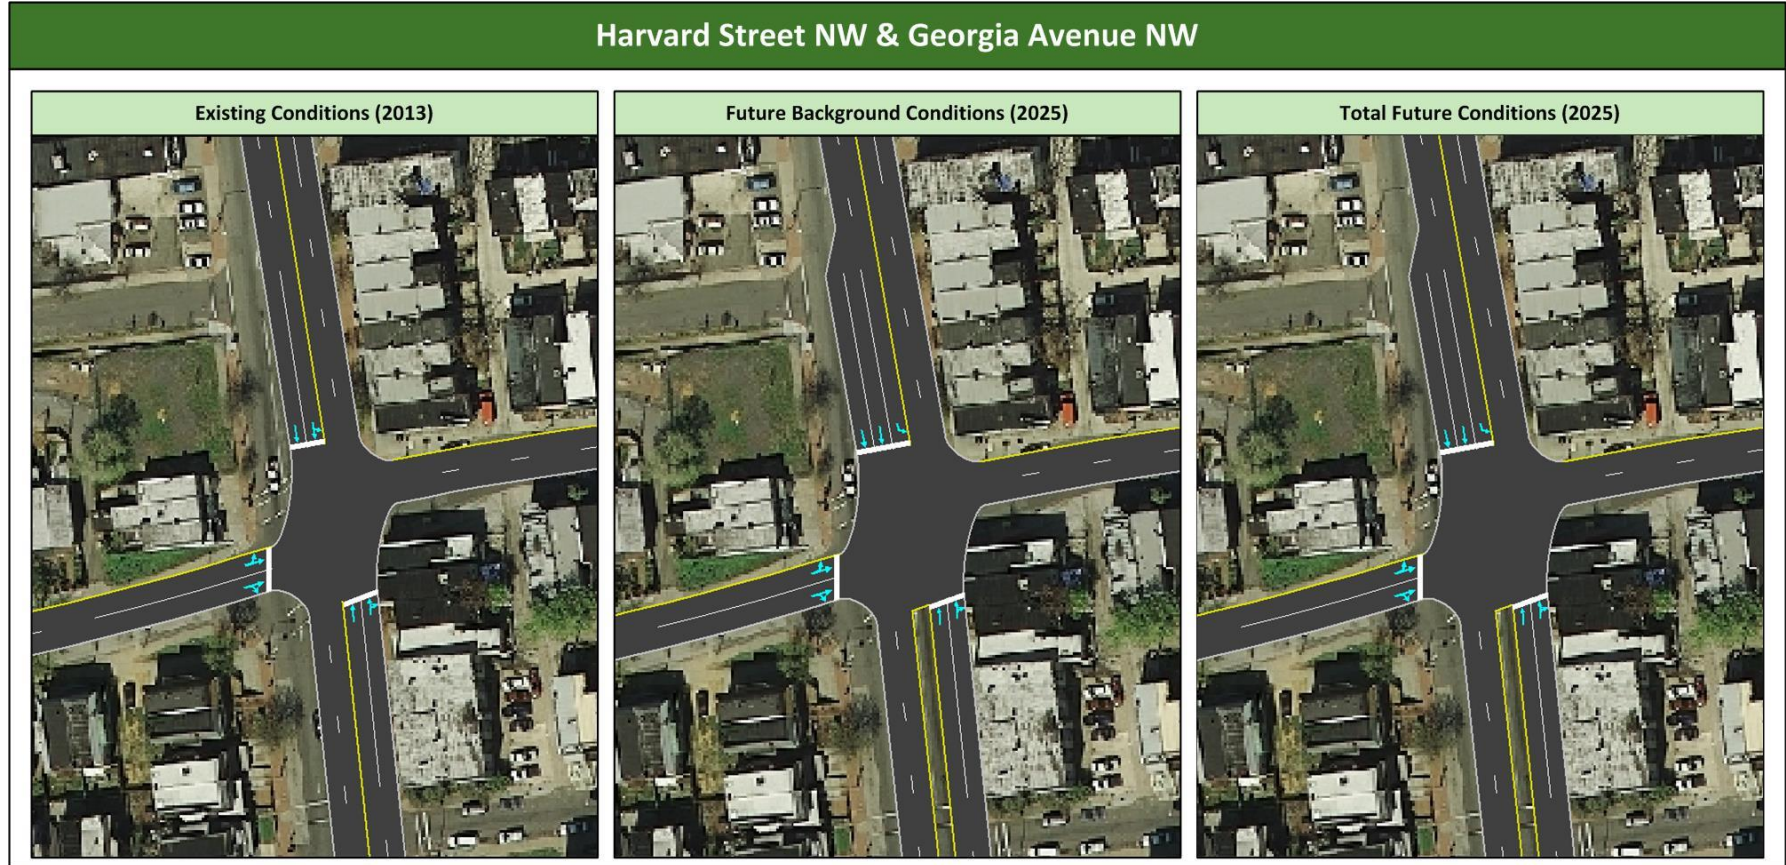 Harvard Street NW & Georgia Avenue NW
Existing Conditions (2013)
Future Background Conditions (2025)
Total Future Conditions (2025)